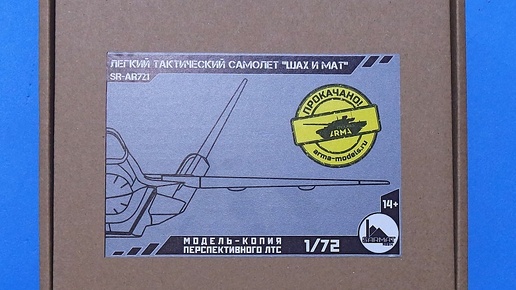 ЛЕГКИЙ ТАКТИЧЕСКИЙ САМОЛЕТ "ШАХ И МАТ"
SR-AR721
ПРОКАЧАНО!
ARMA
arma-models.ru
14+
МОДЕЛЬ-КОПИЯ
ПЕРСПЕКТИВНОГО ЛТС
1/72
SARMAT